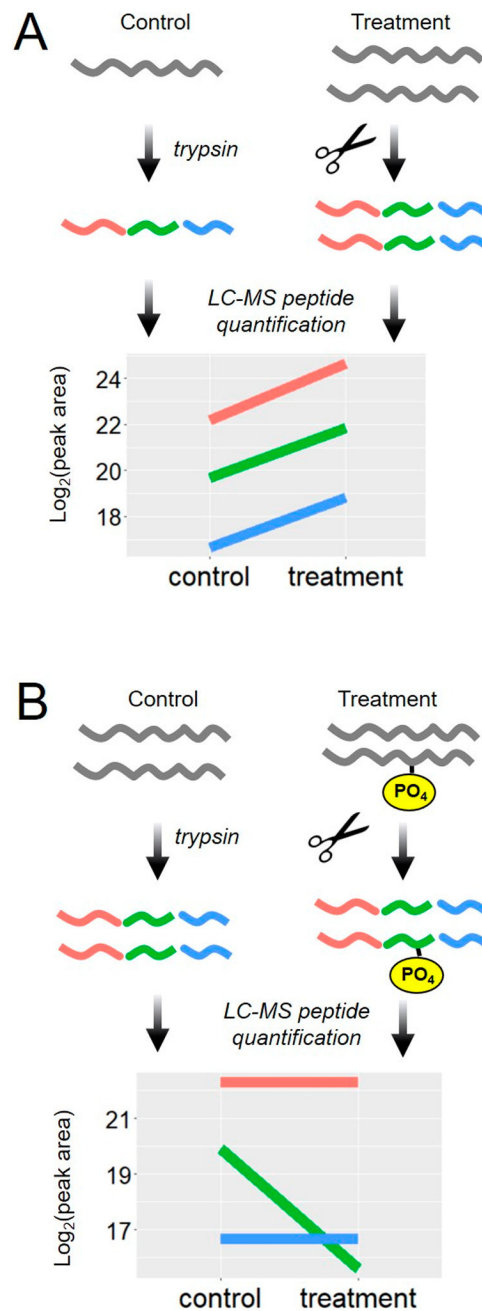 A
Control
Treatment
trypsin
LC-MS peptide
quantification
Log₂(peak area)
24
22
20
18
control
treatment
B
Control
Treatment
PO₄
trypsin
PO₄
LC-MS peptide
quantification
Log₂(peak area)
21
19
17
control
treatment